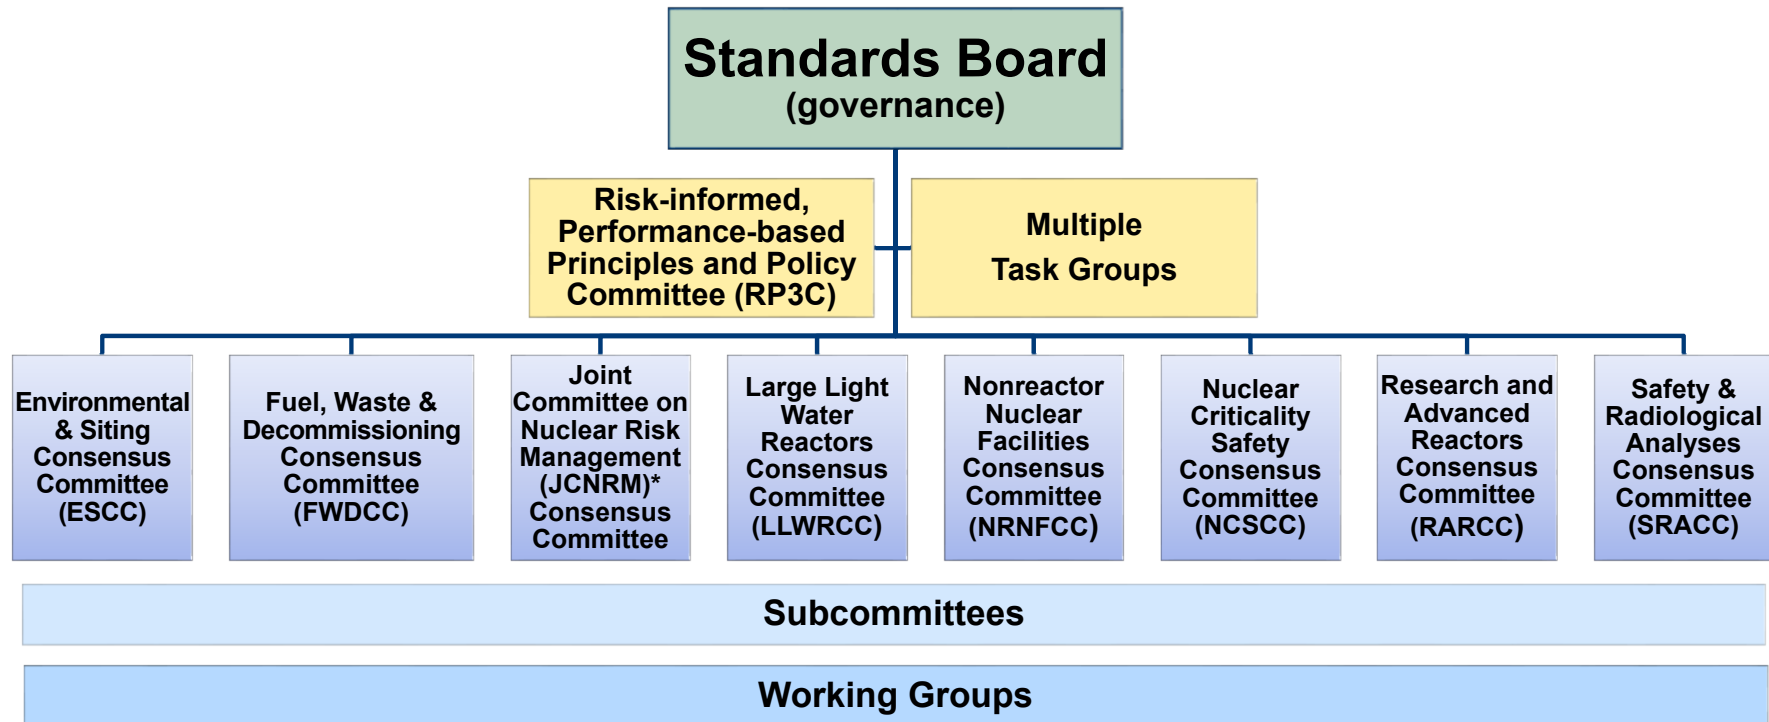 Standards Board
(governance)
Risk-informed,
Performance-based
Principles and Policy
Committee (RP3C)
Multiple
Task Groups
Environmental
& Siting
Consensus
Committee
(ESCC)
Fuel, Waste &
Decommissioning
Consensus
Committee
(FWDCC)
Joint
Committee on
Nuclear Risk
Management
(JCNRM)*
Consensus
Committee
Large Light
Water
Reactors
Consensus
Committee
(LLWRCC)
Nonreactor
Nuclear
Facilities
Consensus
Committee
(NRNFCC)
Nuclear
Criticality
Safety
Consensus
Committee
(NCSCC)
Research and
Advanced
Reactors
Consensus
Committee
(RARCC)
Safety &
Radiological
Analyses
Consensus
Committee
(SRACC)
Subcommittees
Working Groups